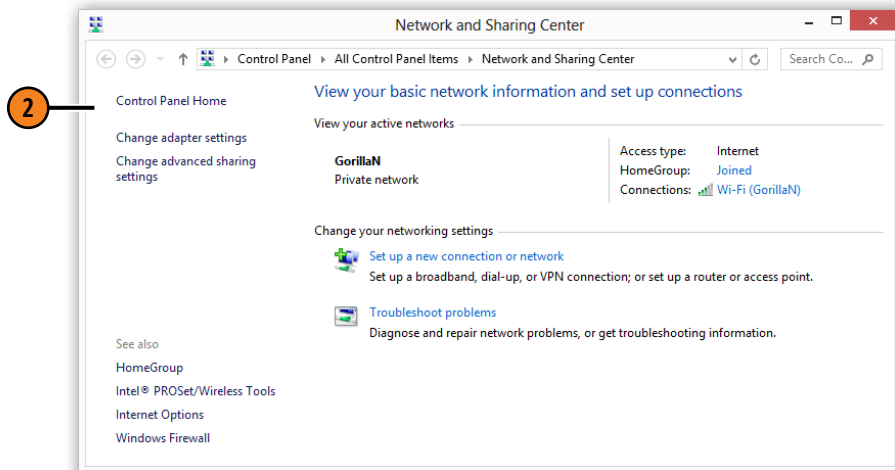 Network and Sharing Center
Control Panel All Control Panel Items Network and Sharing Center
Search Co...
2
Control Panel Home
Change adapter settings
Change advanced sharing
settings
See also
HomeGroup
Intel® PROSet/Wireless Tools
Internet Options
Windows Firewall
View your basic network information and set up connections
View your active networks
GorillaN
Private network
Access type: Internet
HomeGroup: Joined
Connections: Wi-Fi (GorillaN)
Change your networking settings
Set up a new connection or network
Set up a broadband, dial-up, or VPN connection; or set up a router or access point.
Troubleshoot problems
Diagnose and repair network problems, or get troubleshooting information.